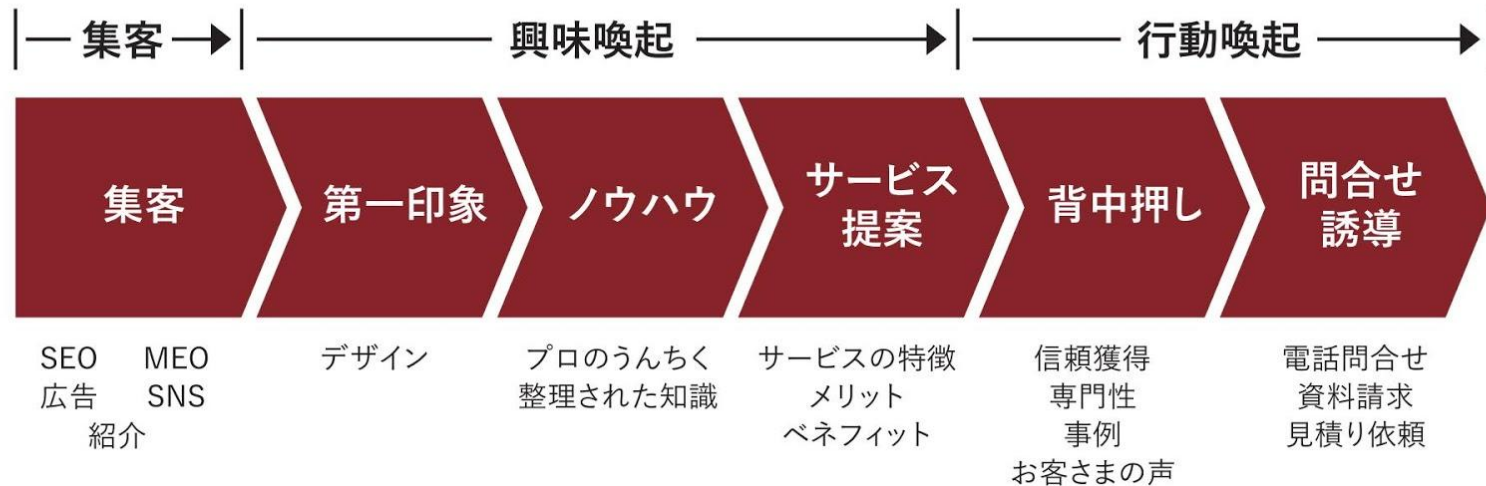 集客
興味喚起
行動喚起
集客
第一印象
ノウハウ
サービス
提案
背中押し
問合せ
誘導
SEO MEO
広告 SNS
紹介
デザイン
プロのうんちく
整理された知識
サービスの特徴
メリット
ベネフィット
信頼獲得
専門性
事例
お客さまの声
電話問合せ
資料請求
見積り依頼